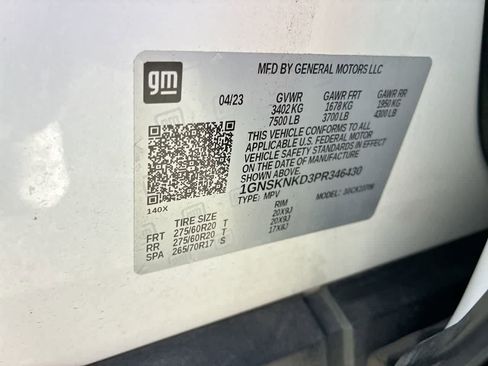 gm
MFD BY GENERAL MOTORS LLC
04/23 GVWR GAWR FRT GAWR RR
3402 KG 1678 KG 1950 KG
7500 LB 3700 LB 4300 LB
THIS VEHICLE CONFORMS TO ALL
APPLICABLE U.S. FEDERAL MOTOR
VEHICLE SAFETY STANDARDS IN
EFFECT ON THE DATE OF MANUFACTURE
SHOWN ABOVE.
1GNSKNKD3PR346430
TYPE: MPV MODEL:
140X
TIRE SIZE RIM
FRT 275/60R20 T 20X9J
RR 275/60R20 T 20X9J
SPA 265/70R17 S 17X8J